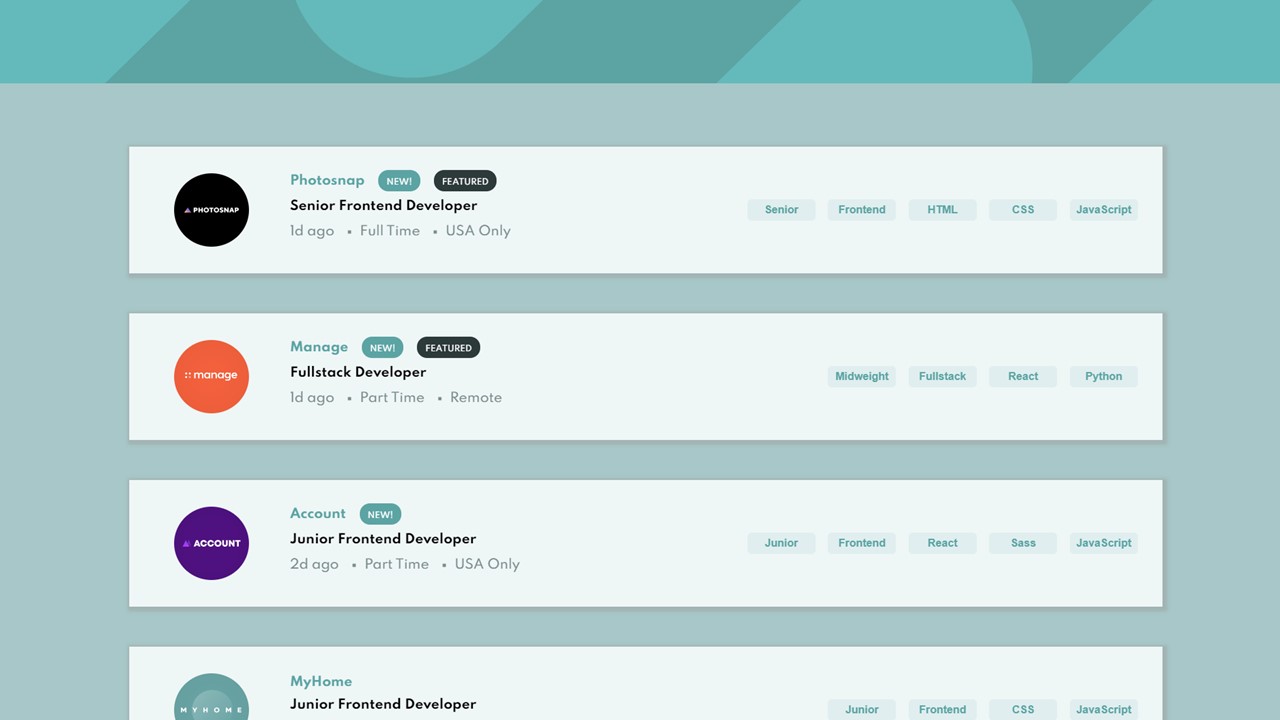 PHOTOSNAP
Photosnap NEW! FEATURED
Senior Frontend Developer
1d ago • Full Time • USA Only
Senior Frontend HTML CSS JavaScript
:: manage
Manage NEW! FEATURED
Fullstack Developer
1d ago • Part Time • Remote
Midweight Fullstack React Python
ACCOUNT
Account NEW!
Junior Frontend Developer
2d ago • Part Time • USA Only
Junior Frontend React Sass JavaScript
MYHOME
MyHome
Junior Frontend Developer
Junior Frontend CSS JavaScript